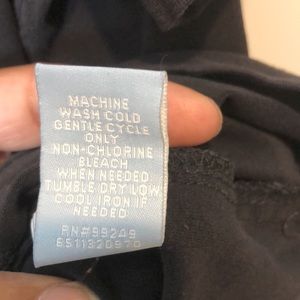 MACHINE
WASH COLD
GENTLE CYCLE
ONLY
NON-CHLORINE
BLEACH
WHEN NEEDED
TUMBLE DRY LOW
COOL IRON IF
NEEDED
RN#99249